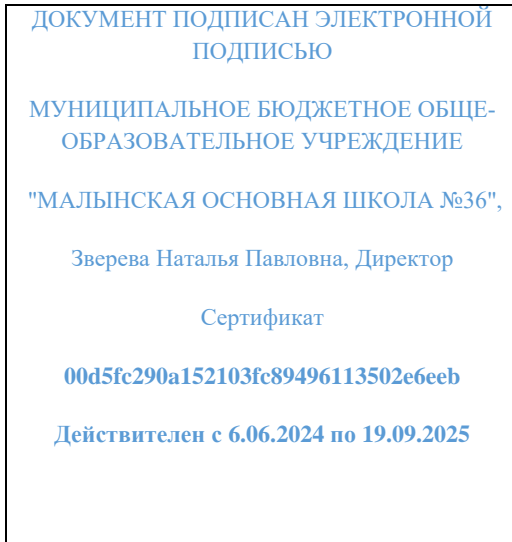 ДОКУМЕНТ ПОДПИСАН ЭЛЕКТРОННОЙ
ПОДПИСЬЮ
МУНИЦИПАЛЬНОЕ БЮДЖЕТНОЕ ОБЩЕ-
ОБРАЗОВАТЕЛЬНОЕ УЧРЕЖДЕНИЕ
"МАЛЫНСКАЯ ОСНОВНАЯ ШКОЛА №36",
Зверева Наталья Павловна, Директор
Сертификат
00d5fc290a152103fc89496113502e6eeb
Действителен с 6.06.2024 по 19.09.2025